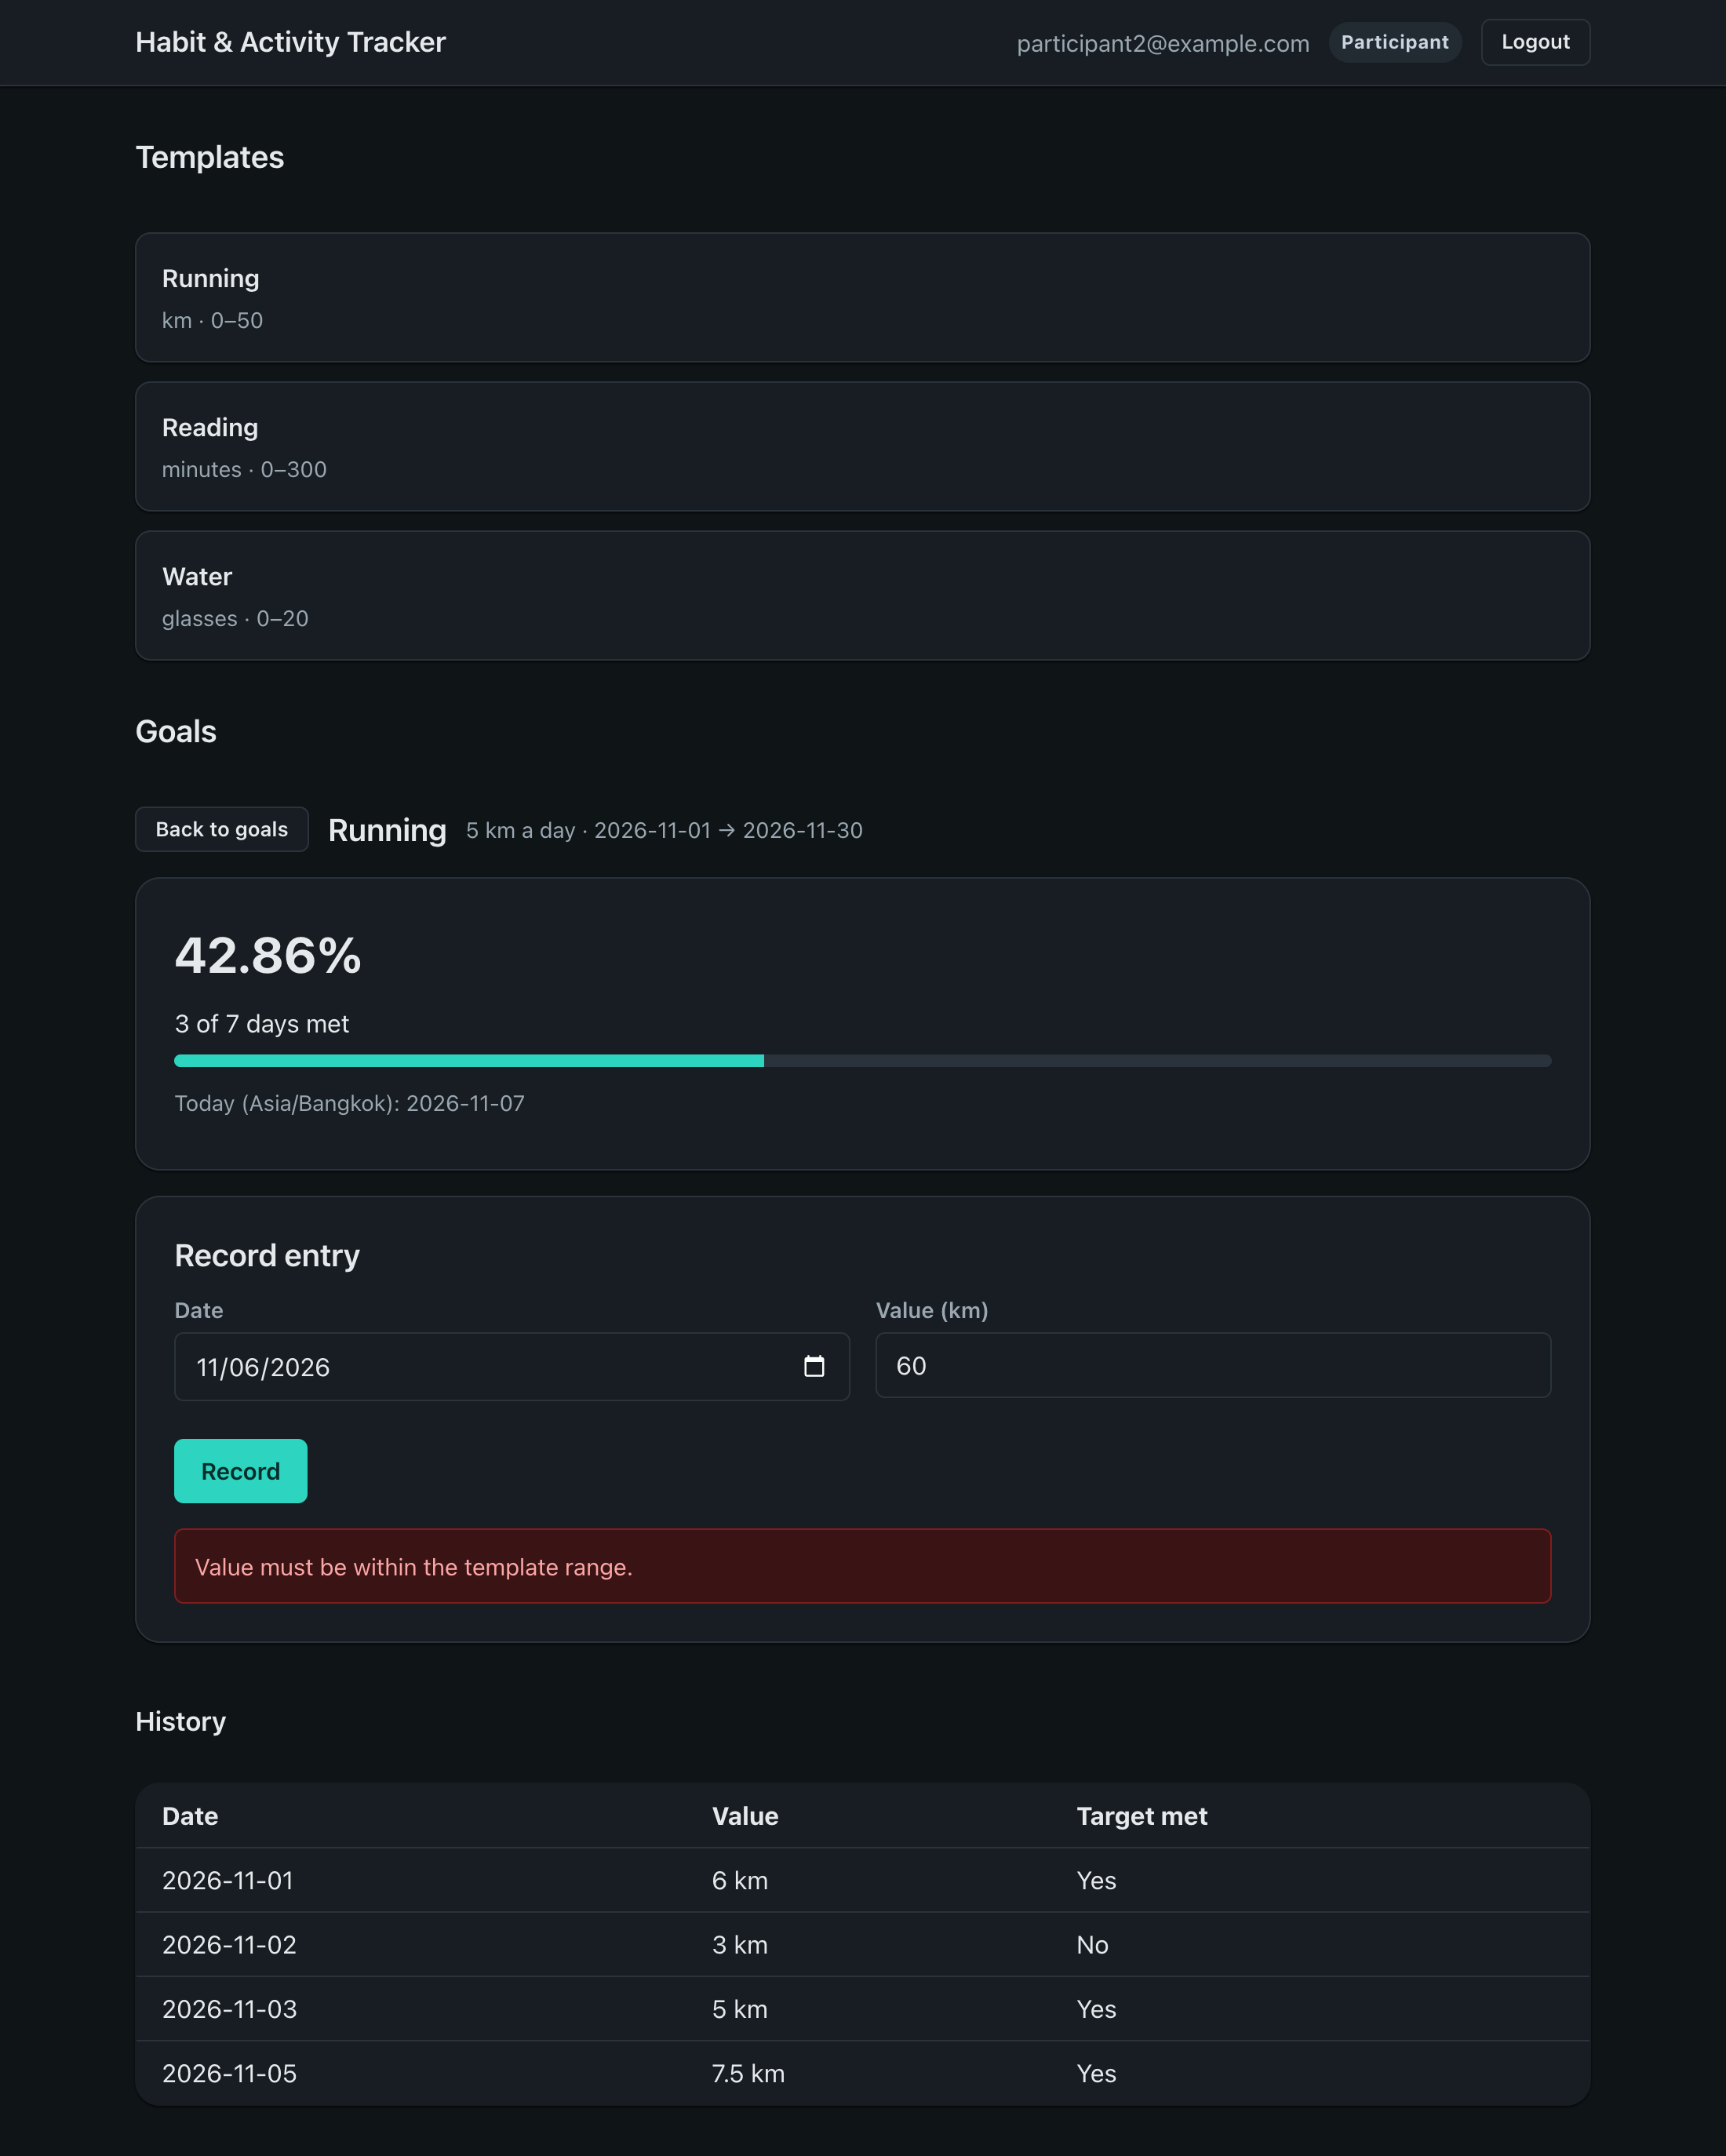 Habit & Activity Tracker
participant2@example.com Participant Logout
Templates
Running
km · 0–50
Reading
minutes · 0–300
Water
glasses · 0–20
Goals
Back to goals Running 5 km a day · 2026-11-01 → 2026-11-30
42.86%
3 of 7 days met
Today (Asia/Bangkok): 2026-11-07
Record entry
Date Value (km)
11/06/2026 60
Record
Value must be within the template range.
History
Date Value Target met
2026-11-01 6 km Yes
2026-11-02 3 km No
2026-11-03 5 km Yes
2026-11-05 7.5 km Yes